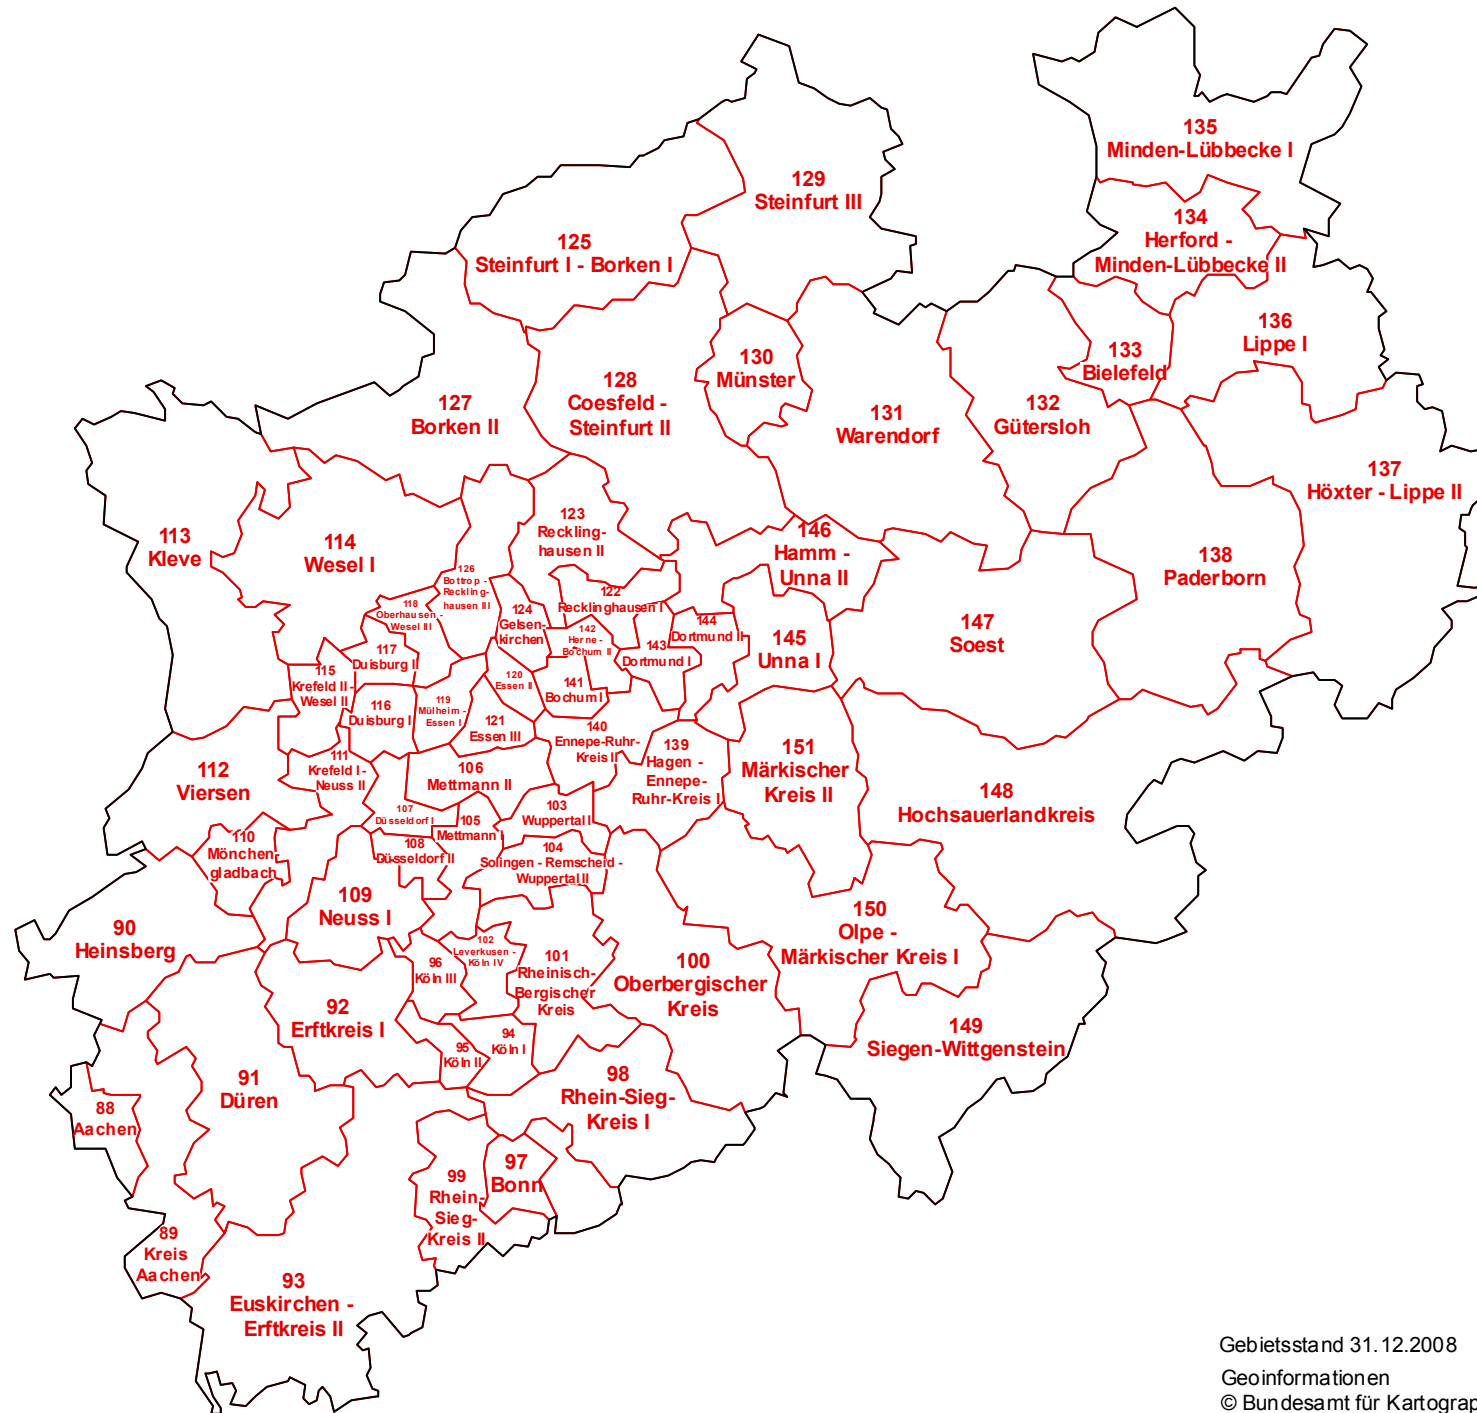 135
Minden-Lübbecke I
129
Steinfurt III
134
Herford -
Minden-Lübbecke II
125
Steinfurt I - Borken I
136
Lippe I
133
Bielefeld
130
Münster
128
Coesfeld -
Steinfurt II
127
Borken II
131
Warendorf
132
Gütersloh
137
Höxter - Lippe II
113
Kleve
114
Wesel I
123
Reckling-
hausen II
146
Hamm -
Unna II
138
Paderborn
126
Bottrop -
Reckling-
hausen III
118
Oberhausen -
Wesel III
124
Gelsen-
kirchen
122
Recklinghausen I
142
Herne -
Bochum II
143
Dortmund I
144
Dortmund II
145
Unna I
147
Soest
117
Duisburg II
115
Krefeld II -
Wesel II
116
Duisburg I
119
Mülheim -
Essen I
120
Essen II
121
Essen III
141
Bochum I
140
Ennepe-Ruhr-
Kreis II
139
Hagen -
Ennepe-
Ruhr-Kreis I
151
Märkischer
Kreis II
148
Hochsauerlandkreis
112
Viersen
111
Krefeld I -
Neuss II
106
Mettmann II
107
Düsseldorf I
105
Mettmann I
103
Wuppertal I
110
Mönchen-
gladbach
108
Düsseldorf II
104
Solingen - Remscheid -
Wuppertal II
109
Neuss I
90
Heinsberg
150
Olpe -
Märkischer Kreis I
102
Leverkusen -
Köln IV
96
Köln III
101
Rheinisch-
Bergischer
Kreis
100
Oberbergischer
Kreis
92
Erftkreis I
94
Köln I
95
Köln II
149
Siegen-Wittgenstein
98
Rhein-Sieg-
Kreis I
91
Düren
88
Aachen
97
Bonn
99
Rhein-
Sieg-
Kreis II
89
Kreis
Aachen
93
Euskirchen -
Erftkreis II
Gebietsstand 31.12.2008
Geoinformationen
© Bundesamt für Kartograp